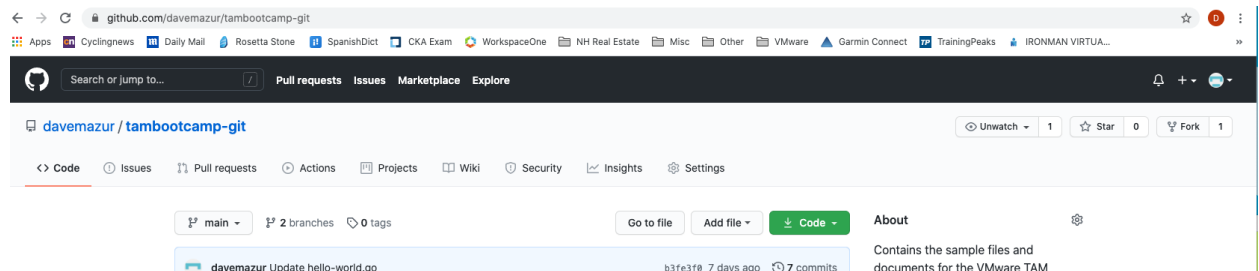 github.com/davemazur/tambootcamp-git D
Apps cn Cyclingnews Daily Mail Rosetta Stone SpanishDict CKA Exam WorkspaceOne NH Real Estate Misc Other VMware Garmin Connect TP TrainingPeaks IRONMAN VIRTUA... »
Search or jump to... / Pull requests Issues Marketplace Explore
davemazur / tambootcamp-git Unwatch 1 Star 0 Fork 1
<> Code Issues Pull requests Actions Projects Wiki Security Insights Settings
main 2 branches 0 tags Go to file Add file Code About
Contains the sample files and
davemazur Update hello-world.go b3fe3f0 7 days ago 7 commits documents for the VMware TAM